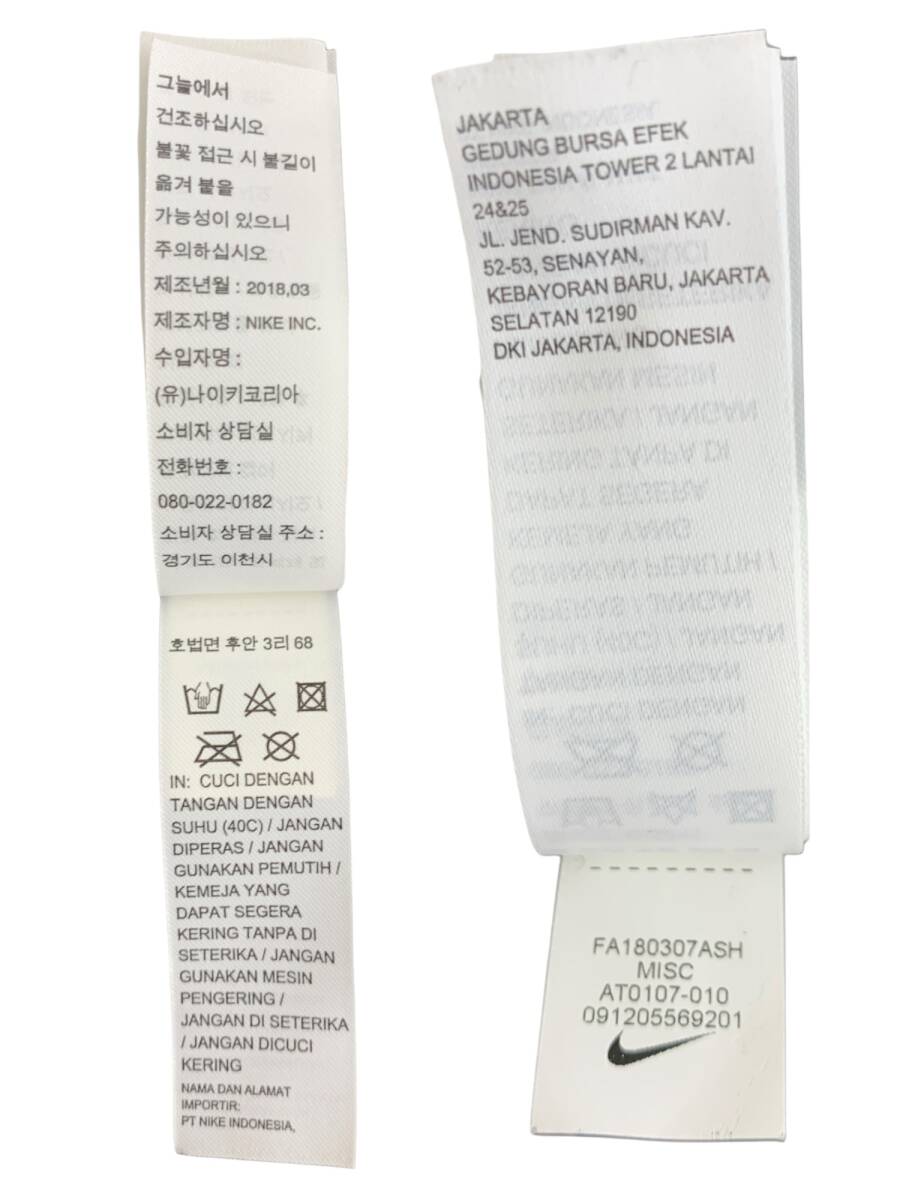 그늘에서
건조하십시오
불꽃 접근 시 불길이
옮겨 붙을
가능성이 있으니
주의하십시오
제조년월 : 2018,03
제조자명 : NIKE INC.
수입자명 :
(유)나이키코리아
소비자 상담실
전화번호 :
080-022-0182
소비자 상담실 주소 :
경기도 이천시
호법면 후안 3리 68
IN: CUCI DENGAN
TANGAN DENGAN
SUHU (40C) / JANGAN
DIPERAS / JANGAN
GUNAKAN PEMUTIH /
KEMEJA YANG
DAPAT SEGERA
KERING TANPA DI
SETERIKA / JANGAN
GUNAKAN MESIN
PENGERING /
JANGAN DI SETERIKA
/ JANGAN DICUCI
KERING
NAMA DAN ALAMAT
IMPORTIR:
PT NIKE INDONESIA,
JAKARTA
GEDUNG BURSA EFEK
INDONESIA TOWER 2 LANTAI
24&25
JL. JEND. SUDIRMAN KAV.
52-53, SENAYAN,
KEBAYORAN BARU, JAKARTA
SELATAN 12190
DKI JAKARTA, INDONESIA
FA180307ASH
MISC
AT0107-010
091205569201